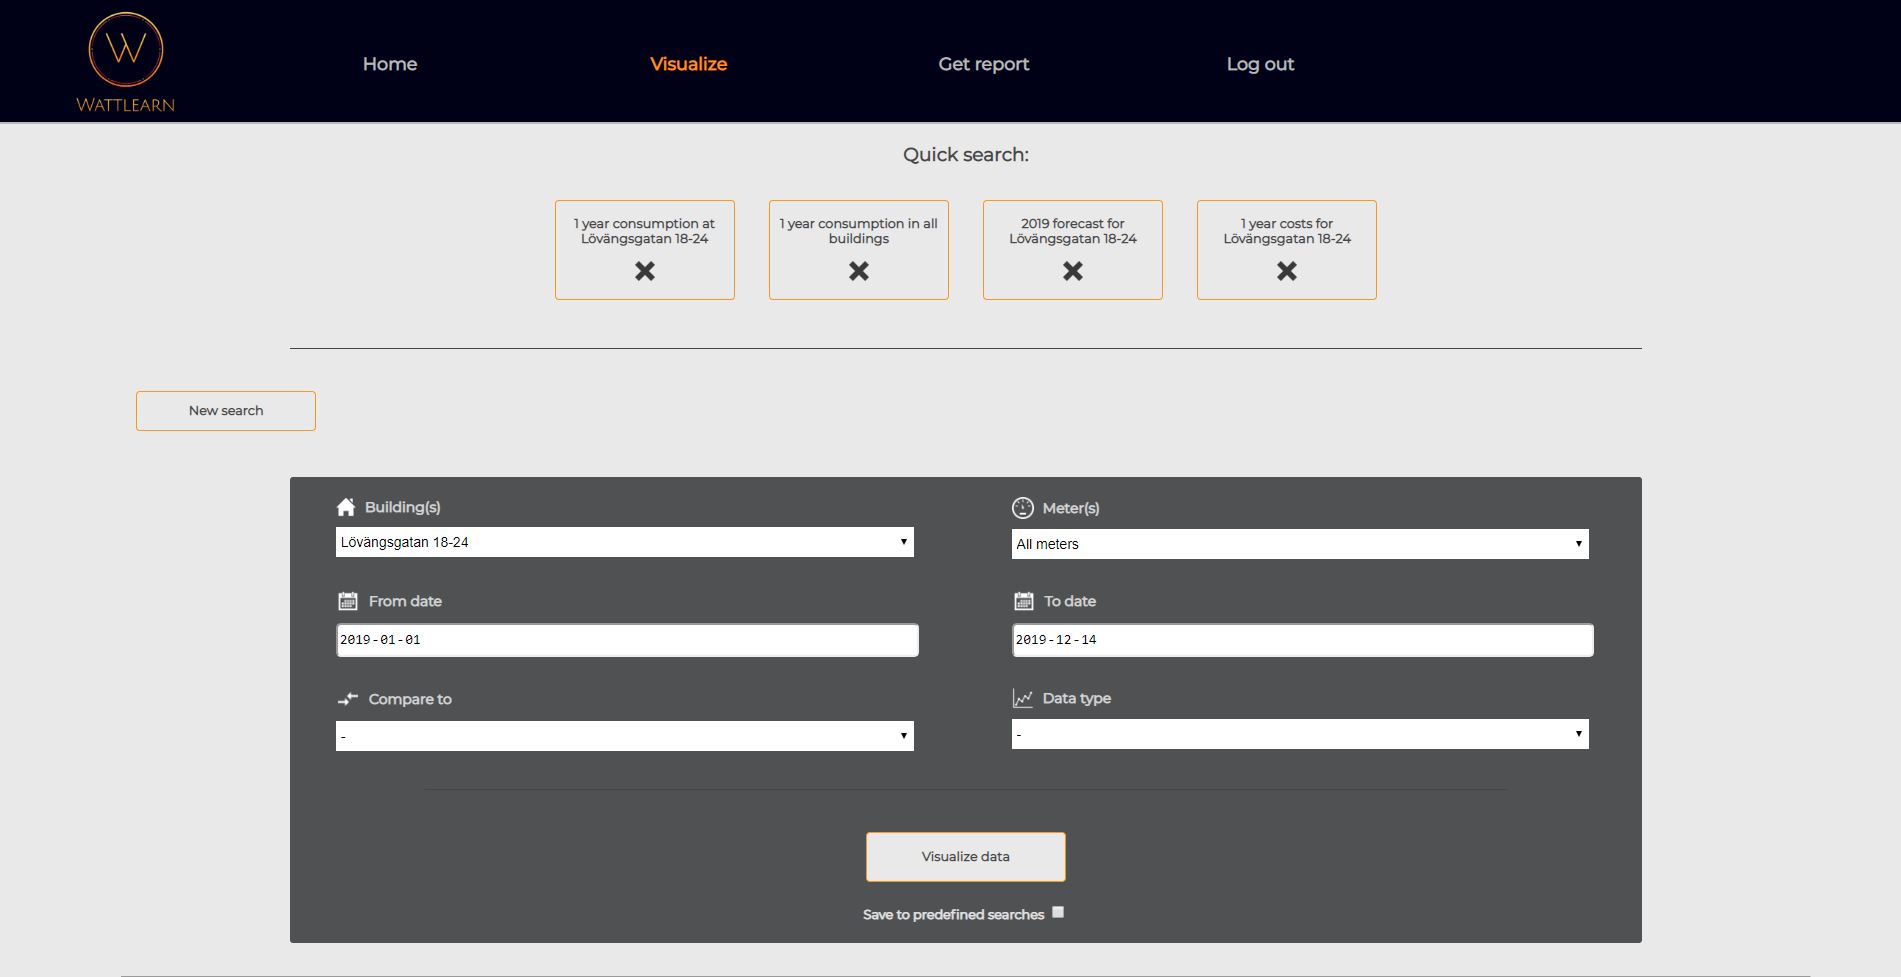 W
WATTLEARN
Home
Visualize
Get report
Log out
Quick search:
1 year consumption at
Lövängsgatan 18-24
1 year consumption in all
buildings
2019 forecast for
Lövängsgatan 18-24
1 year costs for
Lövängsgatan 18-24
New search
Building(s)
Lövängsgatan 18-24
Meter(s)
All meters
From date
2019-01-01
To date
2019-12-14
Compare to
-
Data type
-
Visualize data
Save to predefined searches